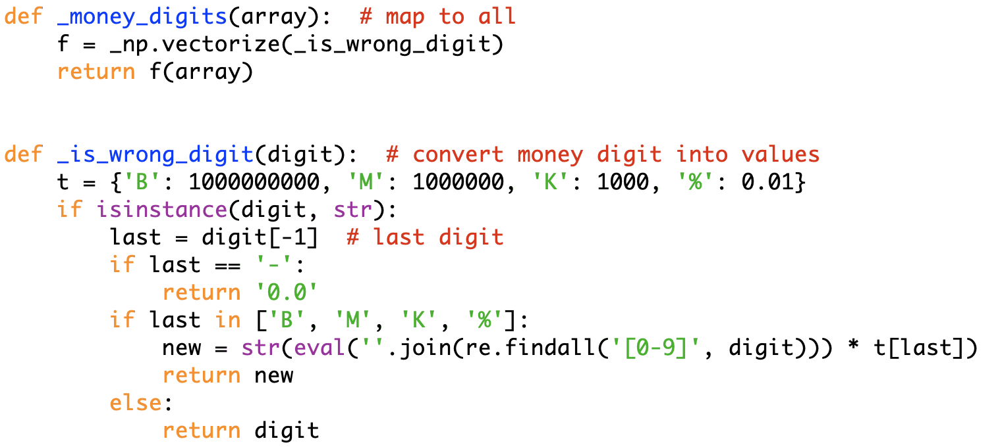 def _money_digits(array):  # map to all
    f = _np.vectorize(_is_wrong_digit)
    return f(array)
def _is_wrong_digit(digit):  # convert money digit into values
    t = {'B': 1000000000, 'M': 1000000, 'K': 1000, '%': 0.01}
    if isinstance(digit, str):
        last = digit[-1]  # last digit
        if last == '-':
            return '0.0'
        if last in ['B', 'M', 'K', '%']:
            new = str(eval(''.join(re.findall('[0-9]', digit))) * t[last])
            return new
        else:
            return digit